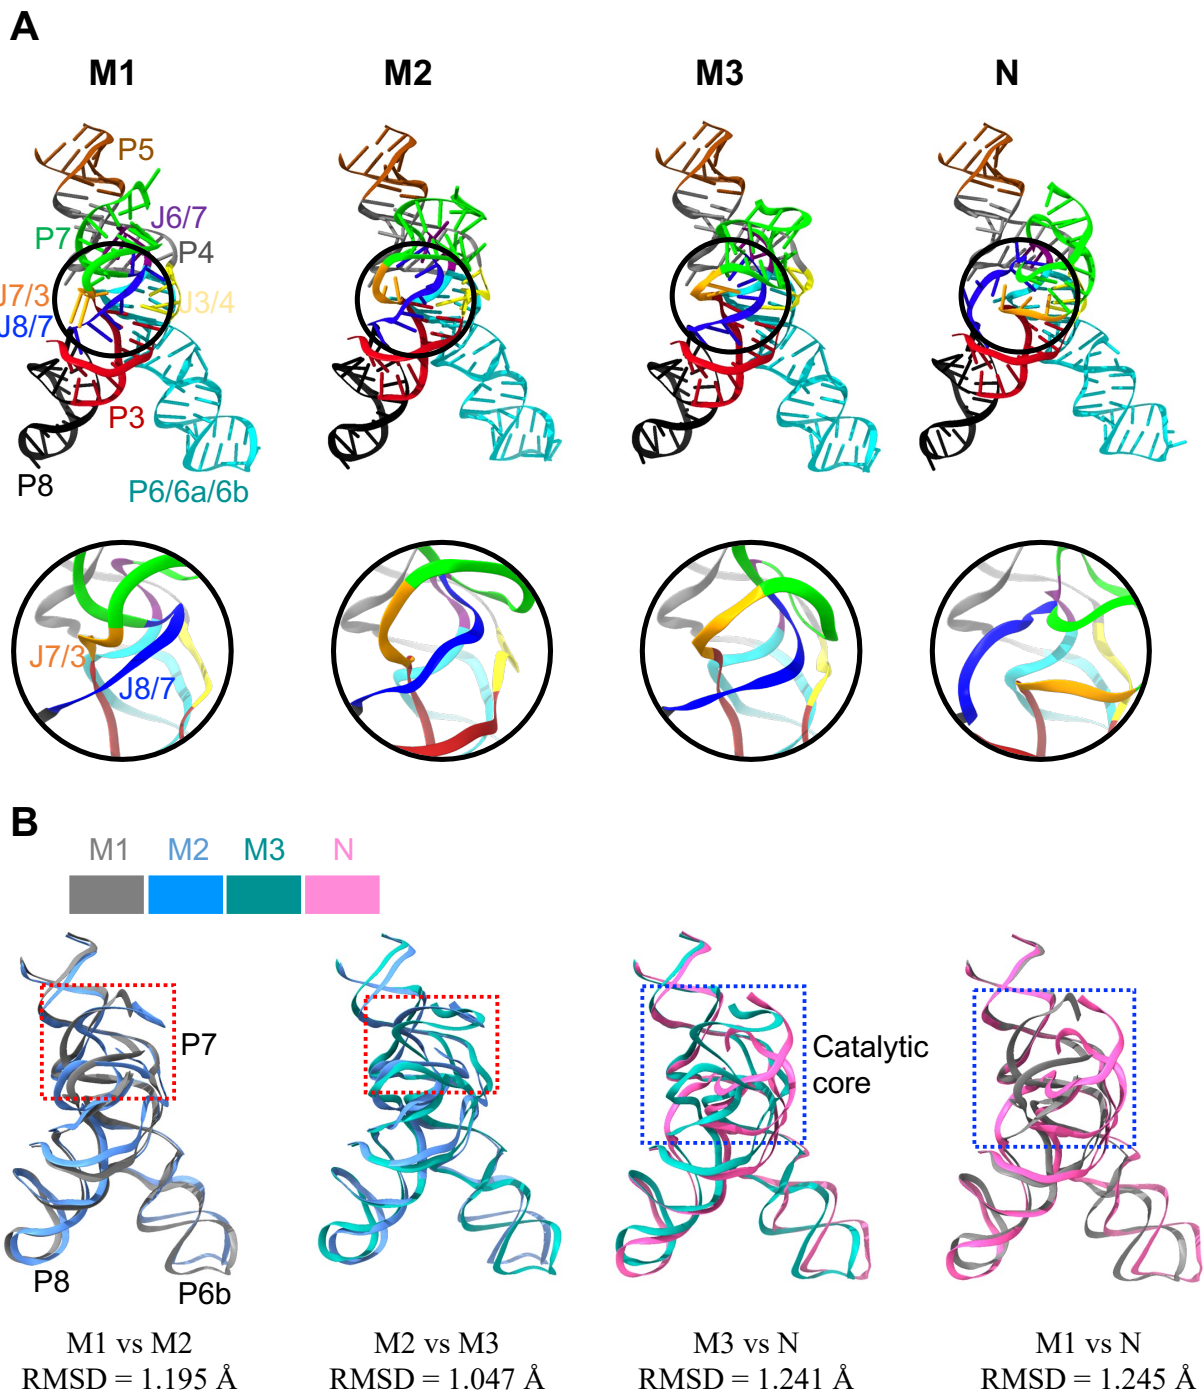 A
M1
M2
M3
N
P5
J6/7
P7
P4
J7/3
J3/4
J8/7
P3
P8
P6/6a/6b
J7/3
J8/7
B
M1
M2
M3
N
P7
Catalytic
core
P8
P6b
M1 vs M2
RMSD = 1.195 Å
M2 vs M3
RMSD = 1.047 Å
M3 vs N
RMSD = 1.241 Å
M1 vs N
RMSD = 1.245 Å